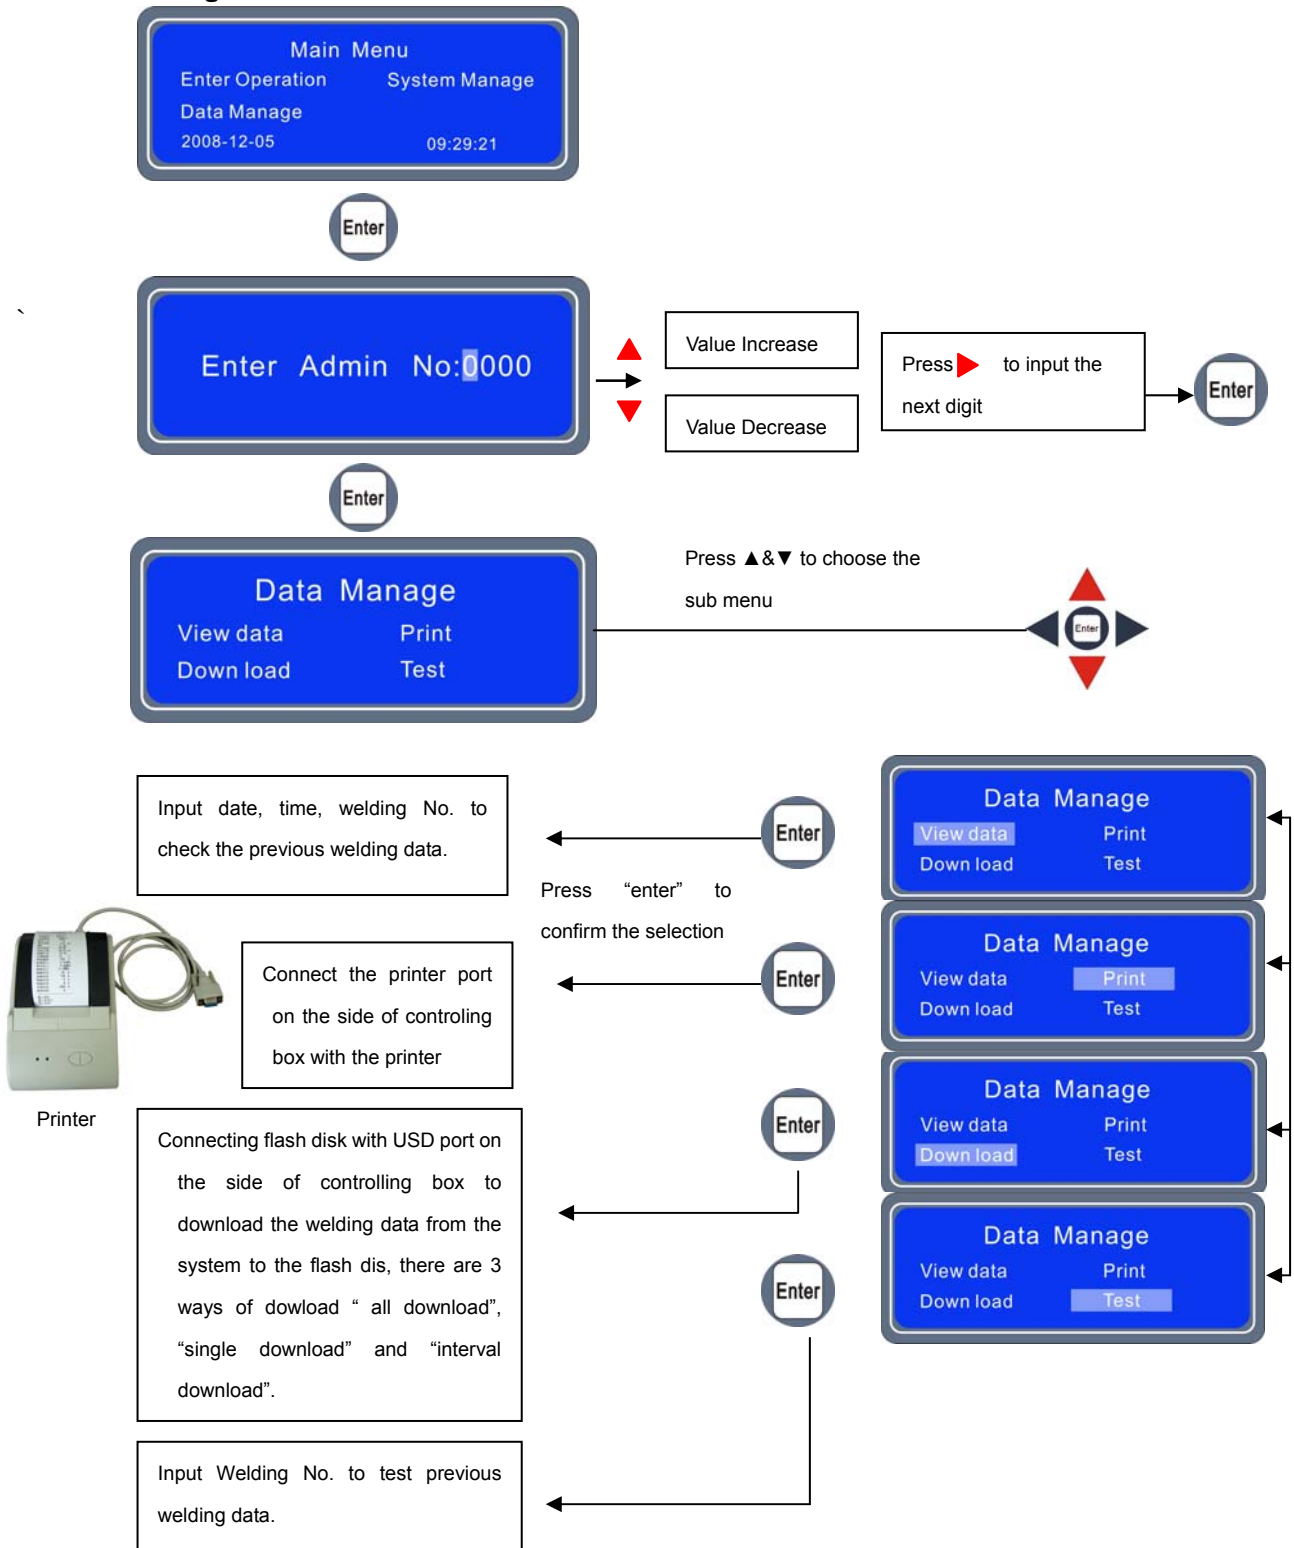 Main Menu
Enter Operation System Manage
Data Manage
2008-12-05 09:29:21
Enter
`
Enter Admin No:0000
Value Increase
Value Decrease
Press to input the
next digit
Enter
Enter
Data Manage
View data Print
Down load Test
Press ▲&▼ to choose the
sub menu
Enter
Input date, time, welding No. to
check the previous welding data.
Enter
Data Manage
View data Print
Down load Test
Press “enter” to
confirm the selection
Connect the printer port
on the side of controling
box with the printer
Enter
Data Manage
View data Print
Down load Test
Printer
Connecting flash disk with USD port on
the side of controlling box to
download the welding data from the
system to the flash dis, there are 3
ways of dowload “ all download”,
“single download” and “interval
download”.
Enter
Data Manage
View data Print
Down load Test
Enter
Data Manage
View data Print
Down load Test
Input Welding No. to test previous
welding data.